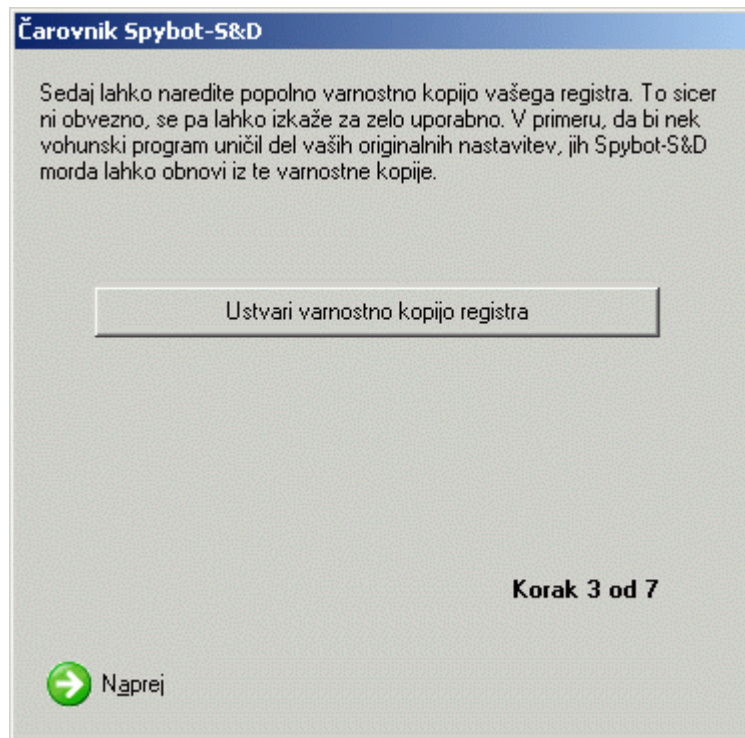 Čarovnik Spybot-S&D
Sedaj lahko naredite popolno varnostno kopijo vašega registra. To sicer
ni obvezno, se pa lahko izkaže za zelo uporabno. V primeru, da bi nek
vohunski program uničil del vaših originalnih nastavitev, jih Spybot-S&D
morda lahko obnovi iz te varnostne kopije.
Ustvari varnostno kopijo registra
Korak 3 od 7
Naprej